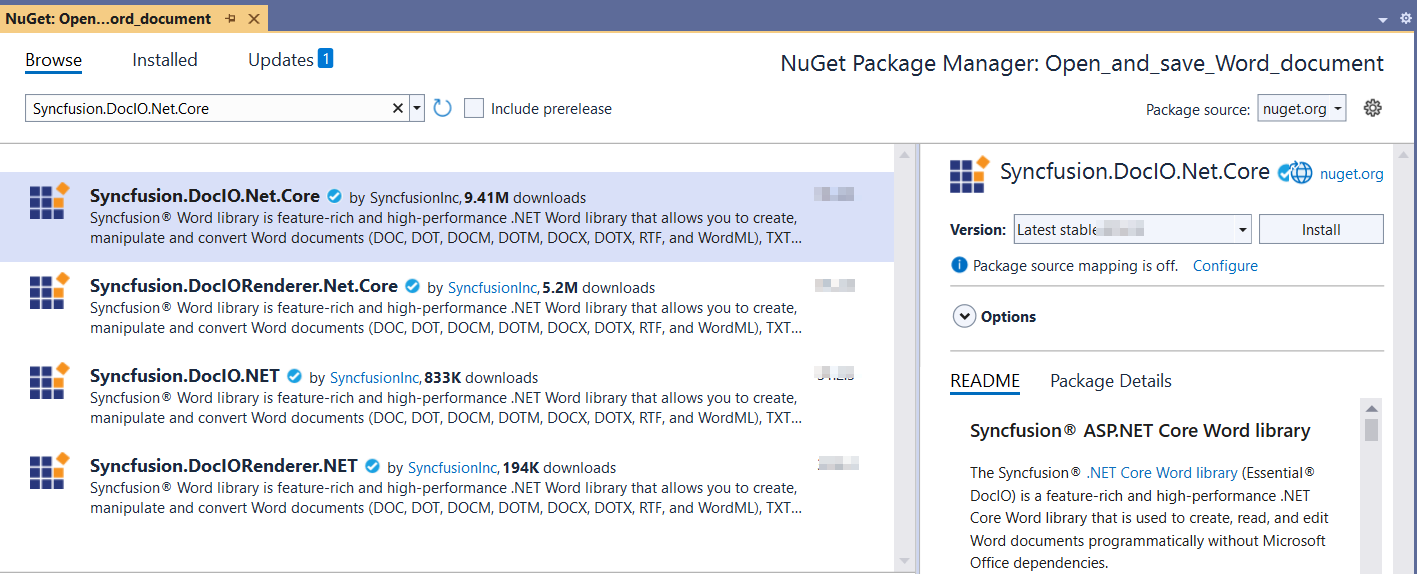 NuGet: Open...ord_document
Browse Installed Updates 1
NuGet Package Manager: Open_and_save_Word_document
Syncfusion.DocIO.Net.Core
Include prerelease
Package source: nuget.org
Syncfusion.DocIO.Net.Core by SyncfusionInc, 9.41M downloads
Syncfusion® Word library is feature-rich and high-performance .NET Word library that allows you to create,
manipulate and convert Word documents (DOC, DOT, DOCM, DOTM, DOCX, DOTX, RTF, and WordML), TXT...
Syncfusion.DocIORenderer.Net.Core by SyncfusionInc, 5.2M downloads
Syncfusion® Word library is feature-rich and high-performance .NET Word library that allows you to create,
manipulate and convert Word documents (DOC, DOT, DOCM, DOTM, DOCX, DOTX, RTF, and WordML), TXT...
Syncfusion.DocIO.NET by SyncfusionInc, 833K downloads
Syncfusion® Word library is feature-rich and high-performance .NET Word library that allows you to create,
manipulate and convert Word documents (DOC, DOT, DOCM, DOTM, DOCX, DOTX, RTF, and WordML), TXT...
Syncfusion.DocIORenderer.NET by SyncfusionInc, 194K downloads
Syncfusion® Word library is feature-rich and high-performance .NET Word library that allows you to create,
manipulate and convert Word documents (DOC, DOT, DOCM, DOTM, DOCX, DOTX, RTF, and WordML), TXT...
Syncfusion.DocIO.Net.Core nuget.org
Version: Latest stable Install
Package source mapping is off. Configure
Options
README Package Details
Syncfusion® ASP.NET Core Word library
The Syncfusion® .NET Core Word library (Essential®
DocIO) is a feature-rich and high-performance .NET
Core Word library that is used to create, read, and edit
Word documents programmatically without Microsoft
Office dependencies.